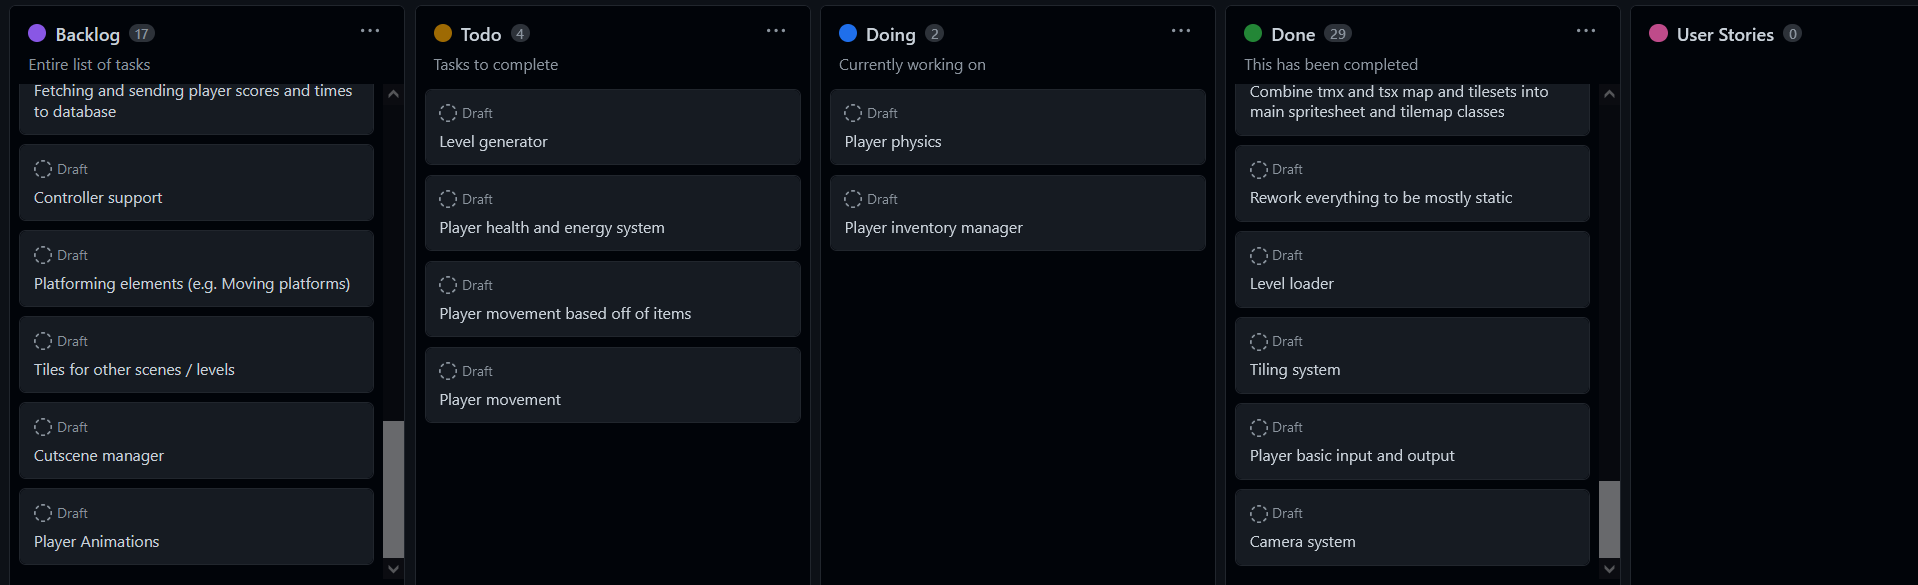 Backlog 17 ...
Entire list of tasks
Fetching and sending player scores and times
to database
Draft
Controller support
Draft
Platforming elements (e.g. Moving platforms)
Draft
Tiles for other scenes / levels
Draft
Cutscene manager
Draft
Player Animations
Todo 4 ...
Tasks to complete
Draft
Level generator
Draft
Player health and energy system
Draft
Player movement based off of items
Draft
Player movement
Doing 2 ...
Currently working on
Draft
Player physics
Draft
Player inventory manager
Done 29 ...
This has been completed
Combine tmx and tsx map and tilesets into
main spritesheet and tilemap classes
Draft
Rework everything to be mostly static
Draft
Level loader
Draft
Tiling system
Draft
Player basic input and output
Draft
Camera system
User Stories 0